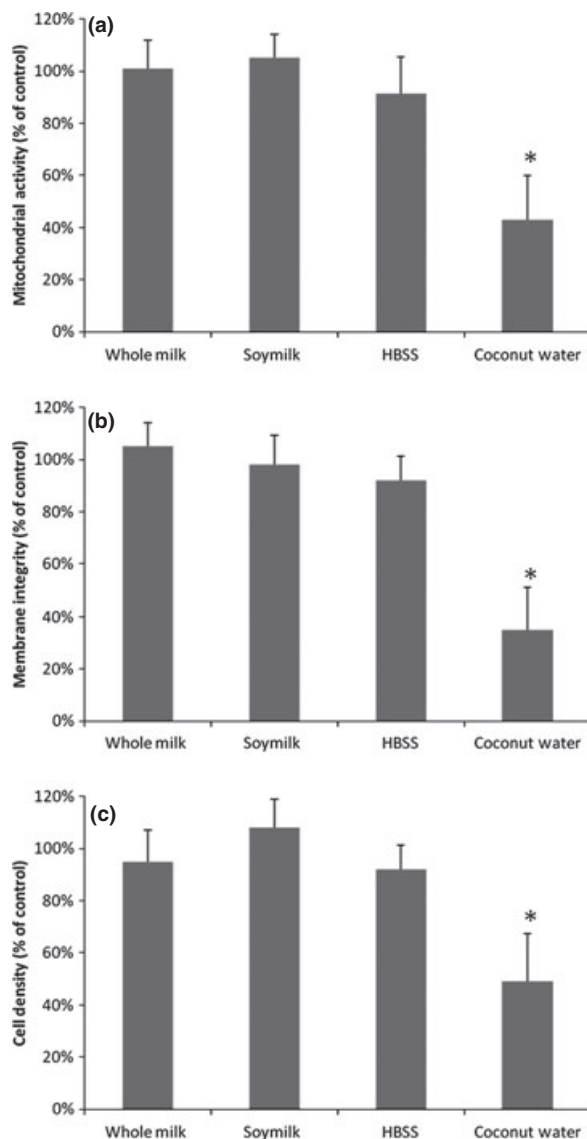 (a)
Mitochondrial activity (% of control)
120%
100%
80%
60%
40%
20%
0%
*
Whole milk Soymilk HBSS Coconut water
(b)
Membrane integrity (% of control)
120%
100%
80%
60%
40%
20%
0%
*
Whole milk Soymilk HBSS Coconut water
(c)
Cell density (% of control)
120%
100%
80%
60%
40%
20%
0%
*
Whole milk Soymilk HBSS Coconut water